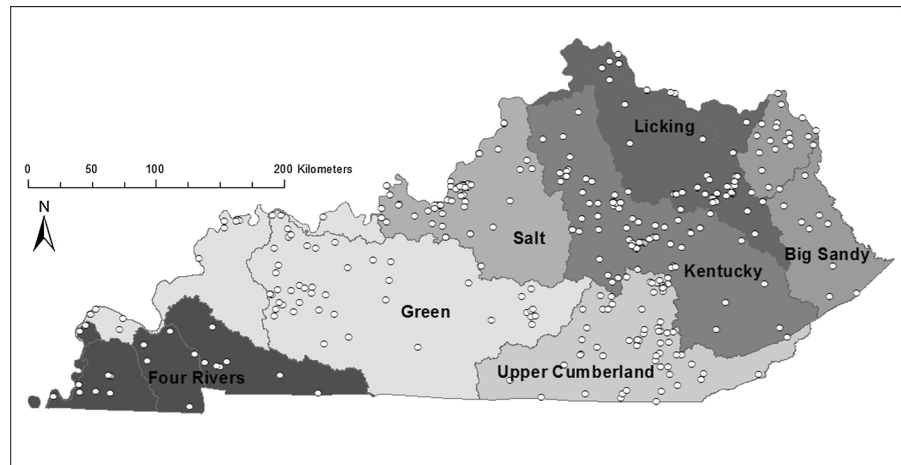 Licking
0 50 100 200 Kilometers
N
Salt
Big Sandy
Kentucky
Green
Four Rivers
Upper Cumberland